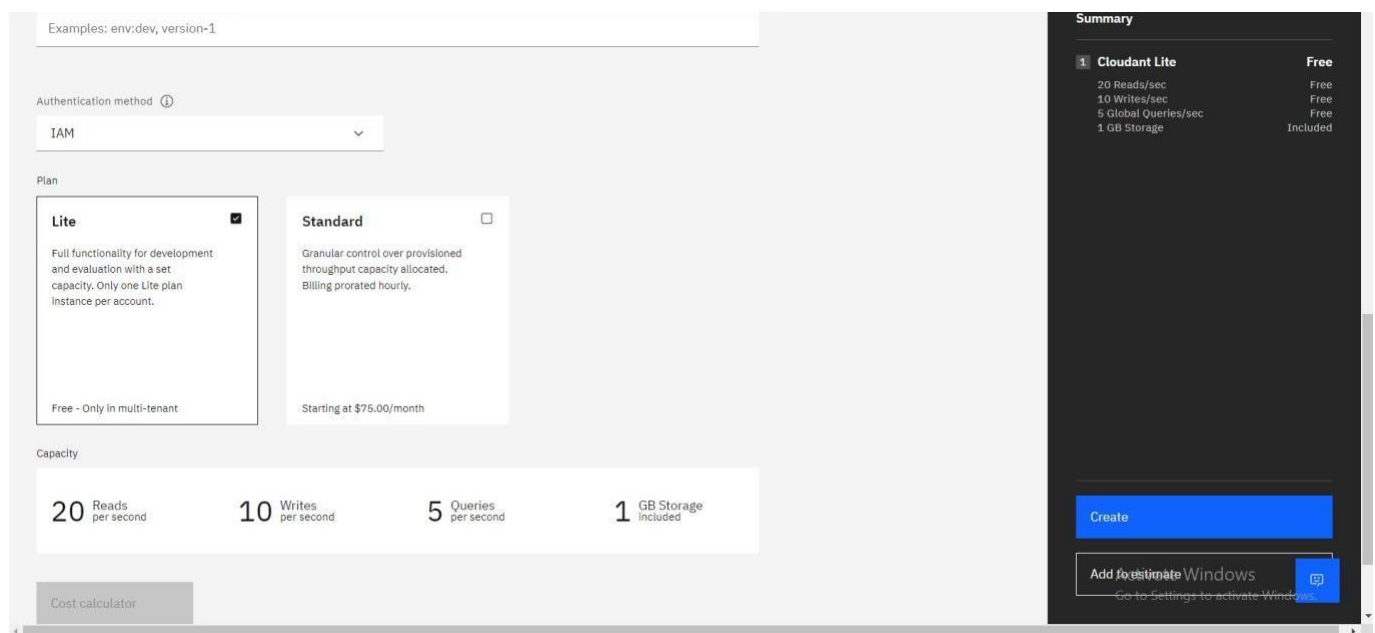 Examples: env:dev, version-1
Authentication method
IAM
Plan
Lite
Full functionality for development
and evaluation with a set
capacity. Only one Lite plan
instance per account.
Free - Only in multi-tenant
Standard
Granular control over provisioned
throughput capacity allocated.
Billing prorated hourly.
Starting at $75.00/month
Capacity
20 Reads per second
10 Writes per second
5 Queries per second
1 GB Storage included
Cost calculator
Summary
1 Cloudant Lite Free
20 Reads/sec Free
10 Writes/sec Free
5 Global Queries/sec Free
1 GB Storage Included
Create
Add to estimate
Activate Windows
Go to Settings to activate Windows.